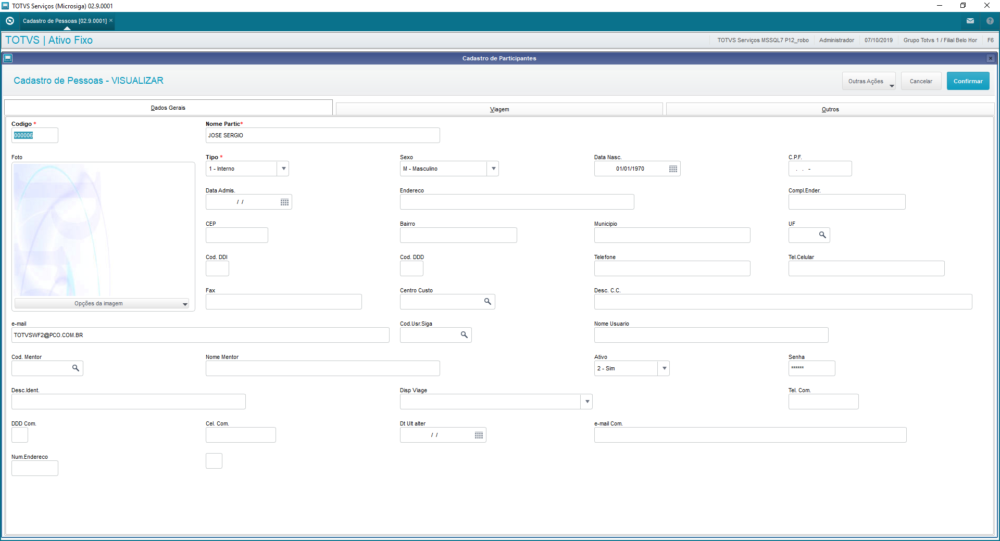 TOTVS Serviços (Microsiga) 02.9.0001
Cadastro de Pessoas [02.9.0001]
TOTVS | Ativo Fixo
TOTVS Serviços MSSQL7 P12_robo
Administrador
07/10/2019
Grupo Totvs 1 / Filial Belo Hor
F6
Cadastro de Participantes
Cadastro de Pessoas - VISUALIZAR
Outras Ações
Cancelar
Confirmar
Dados Gerais
Viagem
Outros
Codigo *
Nome Partic*
000006
JOSE SERGIO
Foto
Tipo *
Sexo
Data Nasc.
C.P.F.
1 - Interno
M - Masculino
01/01/1970
. . -
Data Admis.
Endereco
Compl.Ender.
/ /
CEP
Bairro
Municipio
UF
Cod. DDI
Cod. DDD
Telefone
Tel.Celular
Fax
Centro Custo
Desc. C.C.
Opções da imagem
e-mail
Cod.Usr.Siga
Nome Usuario
TOTVSWF2@PCO.COM.BR
Cod. Mentor
Nome Mentor
Ativo
Senha
2 - Sim
******
Desc.Ident.
Disp Viage
Tel. Com.
DDD Com.
Cel. Com.
Dt Ult alter
e-mail Com.
/ /
Num.Endereco